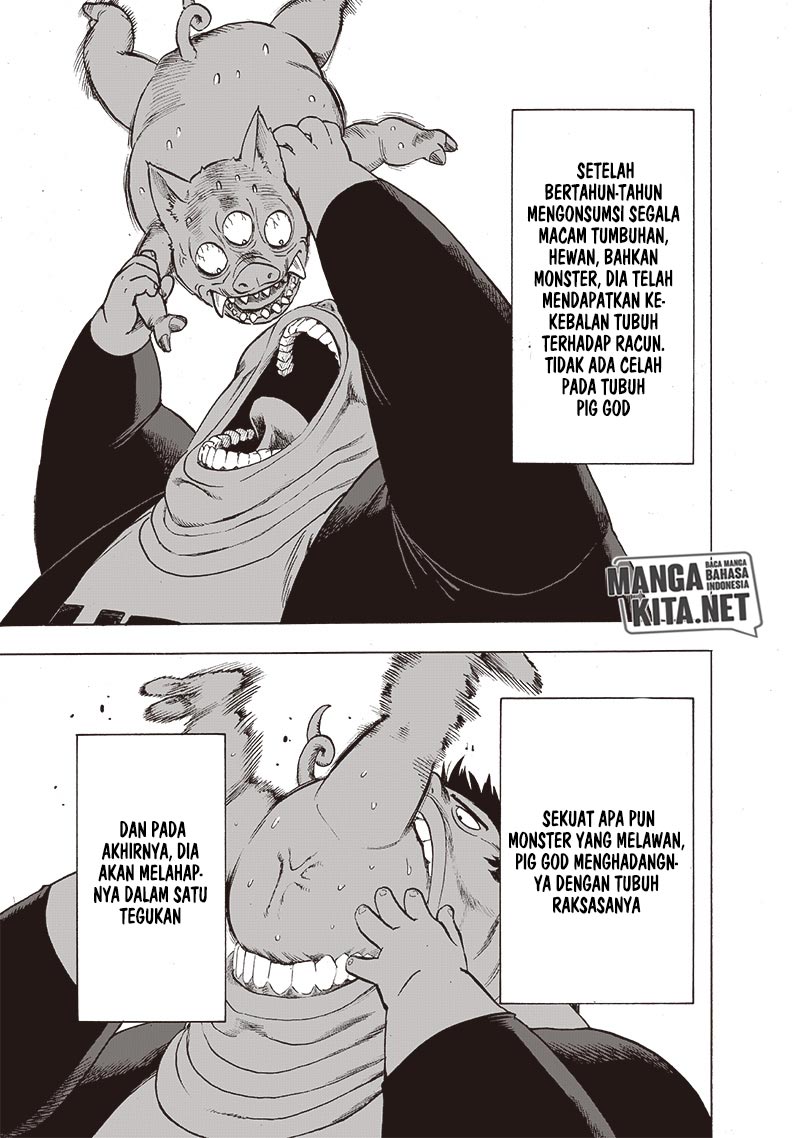 SETELAH
BERTAHUN-TAHUN
MENGONSUMSI SEGALA
MACAM TUMBUHAN,
HEWAN, BAHKAN
MONSTER, DIA TELAH
MENDAPATKAN KE-
KEBALAN TUBUH
TERHADAP RACUN.
TIDAK ADA CELAH
PADA TUBUH
PIG GOD
MANGA
KITA.NET
BACA MANGA
BAHASA
INDONESIA
SEKUAT APA PUN
MONSTER YANG MELAWAN,
PIG GOD MENGHADANGN-
YA DENGAN TUBUH
RAKSASANYA
DAN PADA
AKHIRNYA, DIA
AKAN MELAHAP-
NYA DALAM SATU
TEGUKAN